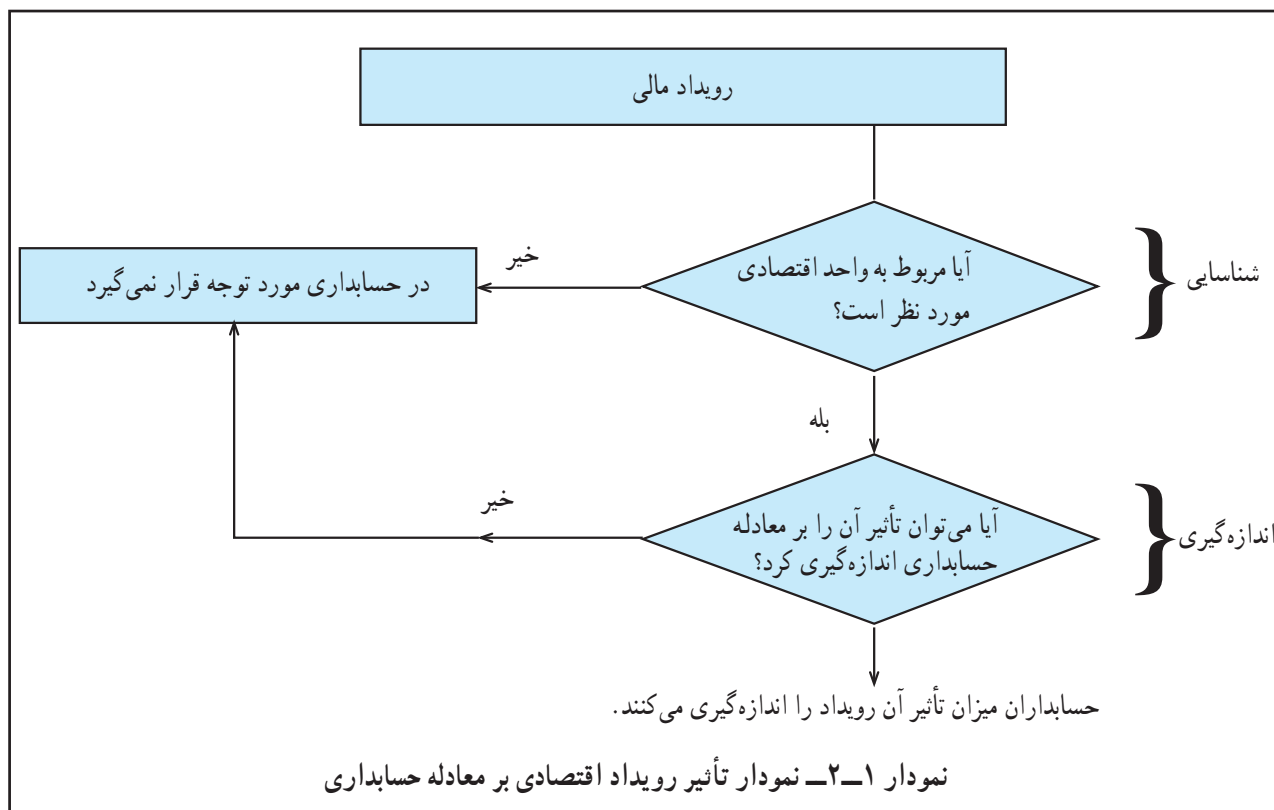 رویداد مالی
آیا مربوط به واحد اقتصادی
مورد نظر است؟
شناسایی
خیر
در حسابداری مورد توجه قرار نمی‌گیرد
بله
آیا می‌توان تأثیر آن را بر معادله
حسابداری اندازه‌گیری کرد؟
اندازه‌گیری
خیر
حسابداران میزان تأثیر آن رویداد را اندازه‌گیری می‌کنند.
نمودار ۱ــ۲ــ نمودار تأثیر رویداد اقتصادی بر معادله حسابداری